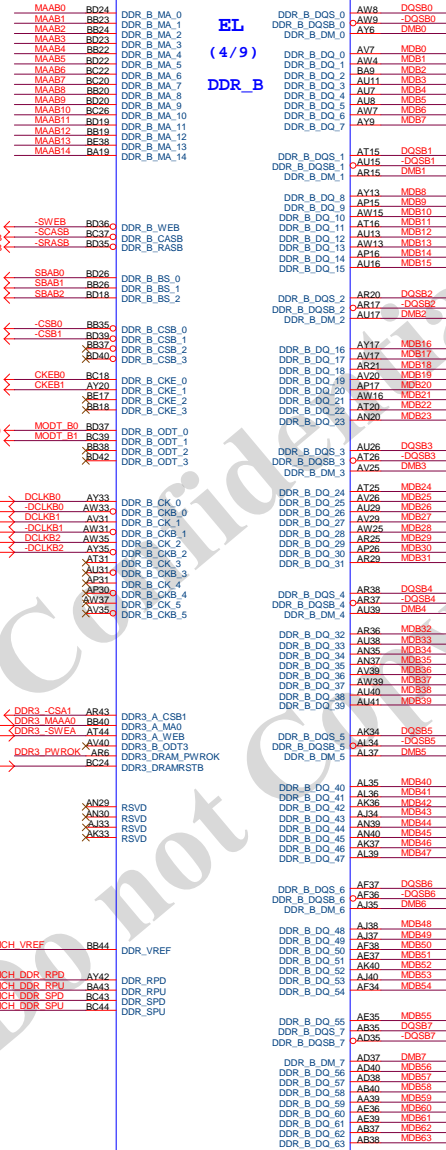 EL
(4/9)
DDR_B
MAAB0 BD24 DDR_B_MA_0
MAAB1 BB23 DDR_B_MA_1
MAAB2 BB24 DDR_B_MA_2
MAAB3 BD23 DDR_B_MA_3
MAAB4 BB22 DDR_B_MA_4
MAAB5 BD22 DDR_B_MA_5
MAAB6 BC22 DDR_B_MA_6
MAAB7 BC20 DDR_B_MA_7
MAAB8 BB20 DDR_B_MA_8
MAAB9 BD20 DDR_B_MA_9
MAAB10 BC26 DDR_B_MA_10
MAAB11 BD19 DDR_B_MA_11
MAAB12 BB19 DDR_B_MA_12
MAAB13 BE38 DDR_B_MA_13
MAAB14 BA19 DDR_B_MA_14
-SWEB BD36 DDR_B_WEB
-SCASB BC37 DDR_B_CASB
-SRASB BD35 DDR_B_RASB
SBAB0 BD26 DDR_B_BS_0
SBAB1 BB26 DDR_B_BS_1
SBAB2 BD18 DDR_B_BS_2
-CSB0 BB35 DDR_B_CSB_0
-CSB1 BD39 DDR_B_CSB_1
BB37 DDR_B_CSB_2
BD40 DDR_B_CSB_3
CKEB0 BC18 DDR_B_CKE_0
CKEB1 AY20 DDR_B_CKE_1
BE17 DDR_B_CKE_2
BB18 DDR_B_CKE_3
MODT_B0 BD37 DDR_B_ODT_0
MODT_B1 BC39 DDR_B_ODT_1
BB38 DDR_B_ODT_2
BD42 DDR_B_ODT_3
DCLKB0 AY33 DDR_B_CK_0
-DCLKB0 AW33 DDR_B_CKB_0
DCLKB1 AV31 DDR_B_CK_1
-DCLKB1 AW31 DDR_B_CKB_1
DCLKB2 AW35 DDR_B_CK_2
-DCLKB2 AY35 DDR_B_CKB_2
AT31 DDR_B_CK_3
AU31 DDR_B_CKB_3
AP31 DDR_B_CK_4
AP30 DDR_B_CKB_4
AW37 DDR_B_CK_5
AV35 DDR_B_CKB_5
DDR3_-CSA1 AR43 DDR3_A_CSB1
DDR3_MAAA0 BB40 DDR3_A_MA0
DDR3_-SWEA AT44 DDR3_A_WEB
AV40 DDR3_B_ODT3
DDR3_PWROK AR6 DDR3_DRAM_PWROK
BC24 DDR3_DRAMRSTB
AN29 RSVD
AN30 RSVD
AJ33 RSVD
AK33 RSVD
ICH_VREF BB44 DDR_VREF
ICH_DDR_RPD AY42 DDR_RPD
ICH_DDR_RPU BA43 DDR_RPU
ICH_DDR_SPD BC43 DDR_SPD
ICH_DDR_SPU BC44 DDR_SPU
DDR_B_DQS_0 AW8 DQSB0
DDR_B_DQSB_0 AW9 -DQSB0
DDR_B_DM_0 AY6 DMB0
DDR_B_DQ_0 AV7 MDB0
DDR_B_DQ_1 AW4 MDB1
DDR_B_DQ_2 BA9 MDB2
DDR_B_DQ_3 AU11 MDB3
DDR_B_DQ_4 AU7 MDB4
DDR_B_DQ_5 AU8 MDB5
DDR_B_DQ_6 AW7 MDB6
DDR_B_DQ_7 AY9 MDB7
DDR_B_DQS_1 AT15 DQSB1
DDR_B_DQSB_1 AU15 -DQSB1
DDR_B_DM_1 AR15 DMB1
DDR_B_DQ_8 AY13 MDB8
DDR_B_DQ_9 AP15 MDB9
DDR_B_DQ_10 AW15 MDB10
DDR_B_DQ_11 AT16 MDB11
DDR_B_DQ_12 AU13 MDB12
DDR_B_DQ_13 AW13 MDB13
DDR_B_DQ_14 AP16 MDB14
DDR_B_DQ_15 AU16 MDB15
DDR_B_DQS_2 AR20 DQSB2
DDR_B_DQSB_2 AR17 -DQSB2
DDR_B_DM_2 AU17 DMB2
DDR_B_DQ_16 AY17 MDB16
DDR_B_DQ_17 AV17 MDB17
DDR_B_DQ_18 AR21 MDB18
DDR_B_DQ_19 AV20 MDB19
DDR_B_DQ_20 AP17 MDB20
DDR_B_DQ_21 AW16 MDB21
DDR_B_DQ_22 AT20 MDB22
DDR_B_DQ_23 AN20 MDB23
DDR_B_DQS_3 AU26 DQSB3
DDR_B_DQSB_3 AT26 -DQSB3
DDR_B_DM_3 AV25 DMB3
DDR_B_DQ_24 AT25 MDB24
DDR_B_DQ_25 AV26 MDB25
DDR_B_DQ_26 AU29 MDB26
DDR_B_DQ_27 AV29 MDB27
DDR_B_DQ_28 AW25 MDB28
DDR_B_DQ_29 AR25 MDB29
DDR_B_DQ_30 AP26 MDB30
DDR_B_DQ_31 AR29 MDB31
DDR_B_DQS_4 AR38 DQSB4
DDR_B_DQSB_4 AR37 -DQSB4
DDR_B_DM_4 AU39 DMB4
DDR_B_DQ_32 AR36 MDB32
DDR_B_DQ_33 AU38 MDB33
DDR_B_DQ_34 AN35 MDB34
DDR_B_DQ_35 AN37 MDB35
DDR_B_DQ_36 AV39 MDB36
DDR_B_DQ_37 AW39 MDB37
DDR_B_DQ_38 AU40 MDB38
DDR_B_DQ_39 AU41 MDB39
DDR_B_DQS_5 AK34 DQSB5
DDR_B_DQSB_5 AL34 -DQSB5
DDR_B_DM_5 AL37 DMB5
DDR_B_DQ_40 AL35 MDB40
DDR_B_DQ_41 AL36 MDB41
DDR_B_DQ_42 AK36 MDB42
DDR_B_DQ_43 AJ34 MDB43
DDR_B_DQ_44 AN39 MDB44
DDR_B_DQ_45 AN40 MDB45
DDR_B_DQ_46 AK37 MDB46
DDR_B_DQ_47 AL39 MDB47
DDR_B_DQS_6 AF37 DQSB6
DDR_B_DQSB_6 AF36 -DQSB6
DDR_B_DM_6 AJ35 DMB6
DDR_B_DQ_48 AJ38 MDB48
DDR_B_DQ_49 AJ37 MDB49
DDR_B_DQ_50 AF38 MDB50
DDR_B_DQ_51 AE37 MDB51
DDR_B_DQ_52 AK40 MDB52
DDR_B_DQ_53 AJ40 MDB53
DDR_B_DQ_54 AF34 MDB54
DDR_B_DQ_55 AE35 MDB55
DDR_B_DQS_7 AB35 DQSB7
DDR_B_DQSB_7 AD35 -DQSB7
DDR_B_DM_7 AD37 DMB7
DDR_B_DQ_56 AD40 MDB56
DDR_B_DQ_57 AD38 MDB57
DDR_B_DQ_58 AB40 MDB58
DDR_B_DQ_59 AA39 MDB59
DDR_B_DQ_60 AE36 MDB60
DDR_B_DQ_61 AE39 MDB61
DDR_B_DQ_62 AB37 MDB62
DDR_B_DQ_63 AB38 MDB63
Confidential
Do not Copy